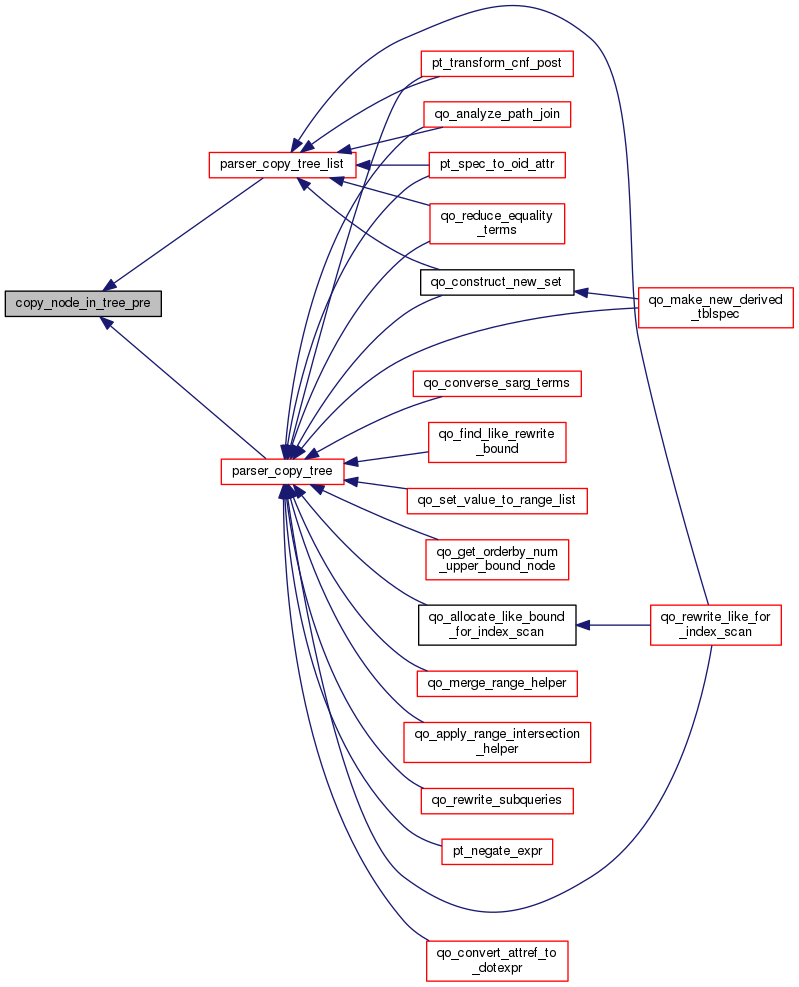 pt_transform_cnf_post
qo_analyze_path_join
parser_copy_tree_list
pt_spec_to_oid_attr
qo_reduce_equality
_terms
qo_construct_new_set
copy_node_in_tree_pre
qo_make_new_derived
_tblspec
qo_converse_sarg_terms
qo_find_like_rewrite
_bound
parser_copy_tree
qo_set_value_to_range_list
qo_get_orderby_num
_upper_bound_node
qo_allocate_like_bound
_for_index_scan
qo_rewrite_like_for
_index_scan
qo_merge_range_helper
qo_apply_range_intersection
_helper
qo_rewrite_subqueries
pt_negate_expr
qo_convert_attref_to
_dotexpr